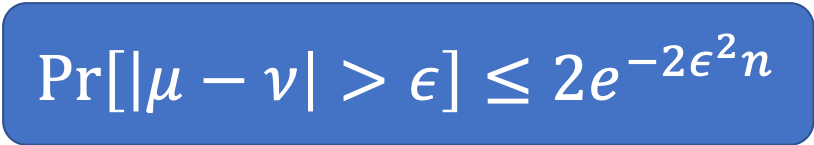 Pr[|μ − ν| > ϵ] ≤ 2e^{−2ϵ²n}